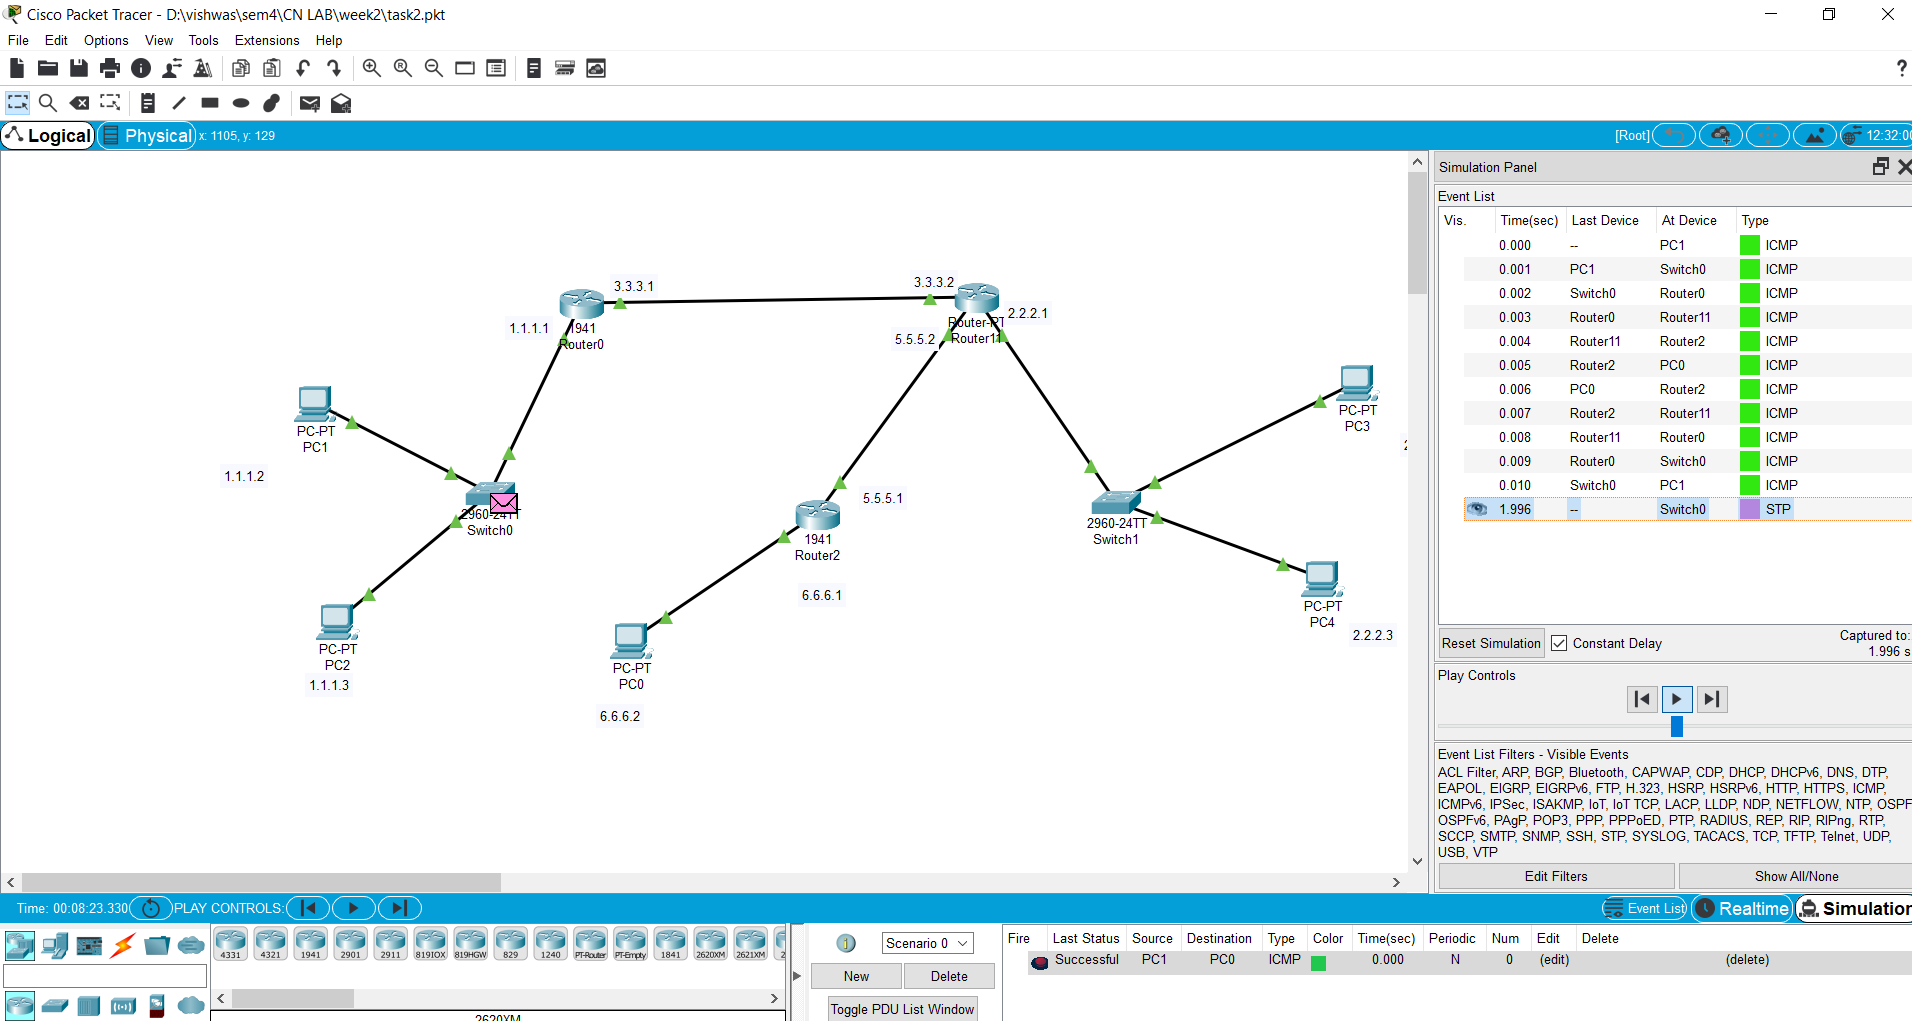 Cisco Packet Tracer - D:\vishwas\sem4\CN LAB\week2\task2.pkt
File Edit Options View Tools Extensions Help
?
Logical Physical x: 1105, y: 129 [Root] 12:32:00
3.3.3.1
3.3.3.2
2.2.2.1
1.1.1.1
1941
Router0
Router-PT
Router11
5.5.5.2
PC-PT
PC1
1.1.1.2
PC-PT
PC3
2960-24TT
Switch0
5.5.5.1
1941
Router2
2960-24TT
Switch1
6.6.6.1
PC-PT
PC2
1.1.1.3
PC-PT
PC0
6.6.6.2
PC-PT
PC4
2.2.2.3
Simulation Panel
Event List
Vis. Time(sec) Last Device At Device Type
0.000 -- PC1 ICMP
0.001 PC1 Switch0 ICMP
0.002 Switch0 Router0 ICMP
0.003 Router0 Router11 ICMP
0.004 Router11 Router2 ICMP
0.005 Router2 PC0 ICMP
0.006 PC0 Router2 ICMP
0.007 Router2 Router11 ICMP
0.008 Router11 Router0 ICMP
0.009 Router0 Switch0 ICMP
0.010 Switch0 PC1 ICMP
1.996 -- Switch0 STP
Reset Simulation Constant Delay Captured to:
1.996 s
Play Controls
Event List Filters - Visible Events
ACL Filter, ARP, BGP, Bluetooth, CAPWAP, CDP, DHCP, DHCPv6, DNS, DTP,
EAPOL, EIGRP, EIGRPv6, FTP, H.323, HSRP, HSRPv6, HTTP, HTTPS, ICMP,
ICMPv6, IPSec, ISAKMP, IoT, IoT TCP, LACP, LLDP, NDP, NETFLOW, NTP, OSPF
OSPFv6, PAgP, POP3, PPP, PPPoED, PTP, RADIUS, REP, RIP, RIPng, RTP,
SCCP, SMTP, SNMP, SSH, STP, SYSLOG, TACACS, TCP, TFTP, Telnet, UDP,
USB, VTP
Edit Filters Show All/None
Time: 00:08:23.330 PLAY CONTROLS: Event List Realtime Simulation
4331 4321 1941 2901 2911 819IOX 819HGW 829 1240 PT-Router PT-Empty 1841 2620XM 2621XM
2620XM
1 Scenario 0
New Delete
Toggle PDU List Window
Fire Last Status Source Destination Type Color Time(sec) Periodic Num Edit Delete
Successful PC1 PC0 ICMP 0.000 N 0 (edit) (delete)